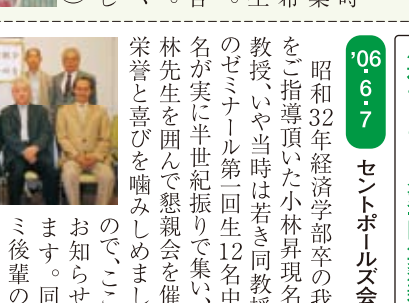 '06・6・7
セントポールズ会
昭和32年経済学部卒の我
をご指導頂いた小林昇現名
教授、いや当時は若き同教授
のゼミナール第一回生12名中
名が実に半世紀振りで集い、
林先生を囲んで懇親会を催
栄誉と喜びを噛みしめまし
ので、ここ
お知らせ
ます。同
ミ後輩の